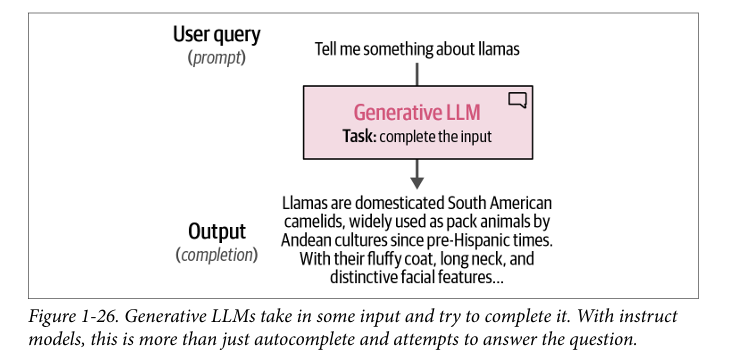 User query
(prompt)
Tell me something about llamas
Generative LLM
Task: complete the input
Output
(completion)
Llamas are domesticated South American
camelids, widely used as pack animals by
Andean cultures since pre-Hispanic times.
With their fluffy coat, long neck, and
distinctive facial features...
Figure 1-26. Generative LLMs take in some input and try to complete it. With instruct
models, this is more than just autocomplete and attempts to answer the question.